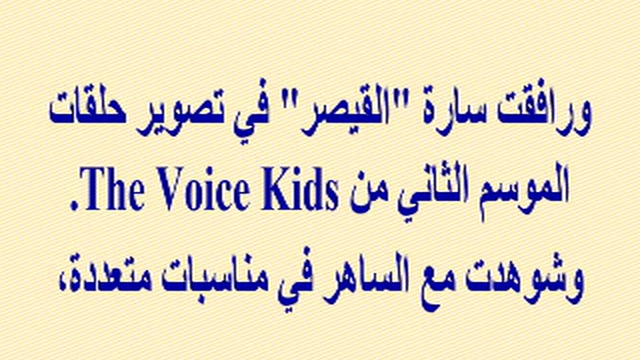 ورافقت سارة "القيصر" في تصوير حلقات
الموسم الثاني من The Voice Kids.
وشوهدت مع الساهر في مناسبات متعددة،